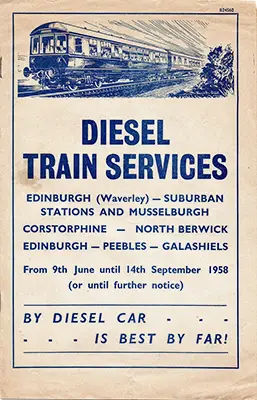 B24568
DIESEL
TRAIN SERVICES
EDINBURGH (Waverley) — SUBURBAN
STATIONS AND MUSSELBURGH
CORSTORPHINE — NORTH BERWICK
EDINBURGH — PEEBLES — GALASHIELS
From 9th June until 14th September 1958
(or until further notice)
BY DIESEL CAR - - -
- - - IS BEST BY FAR!